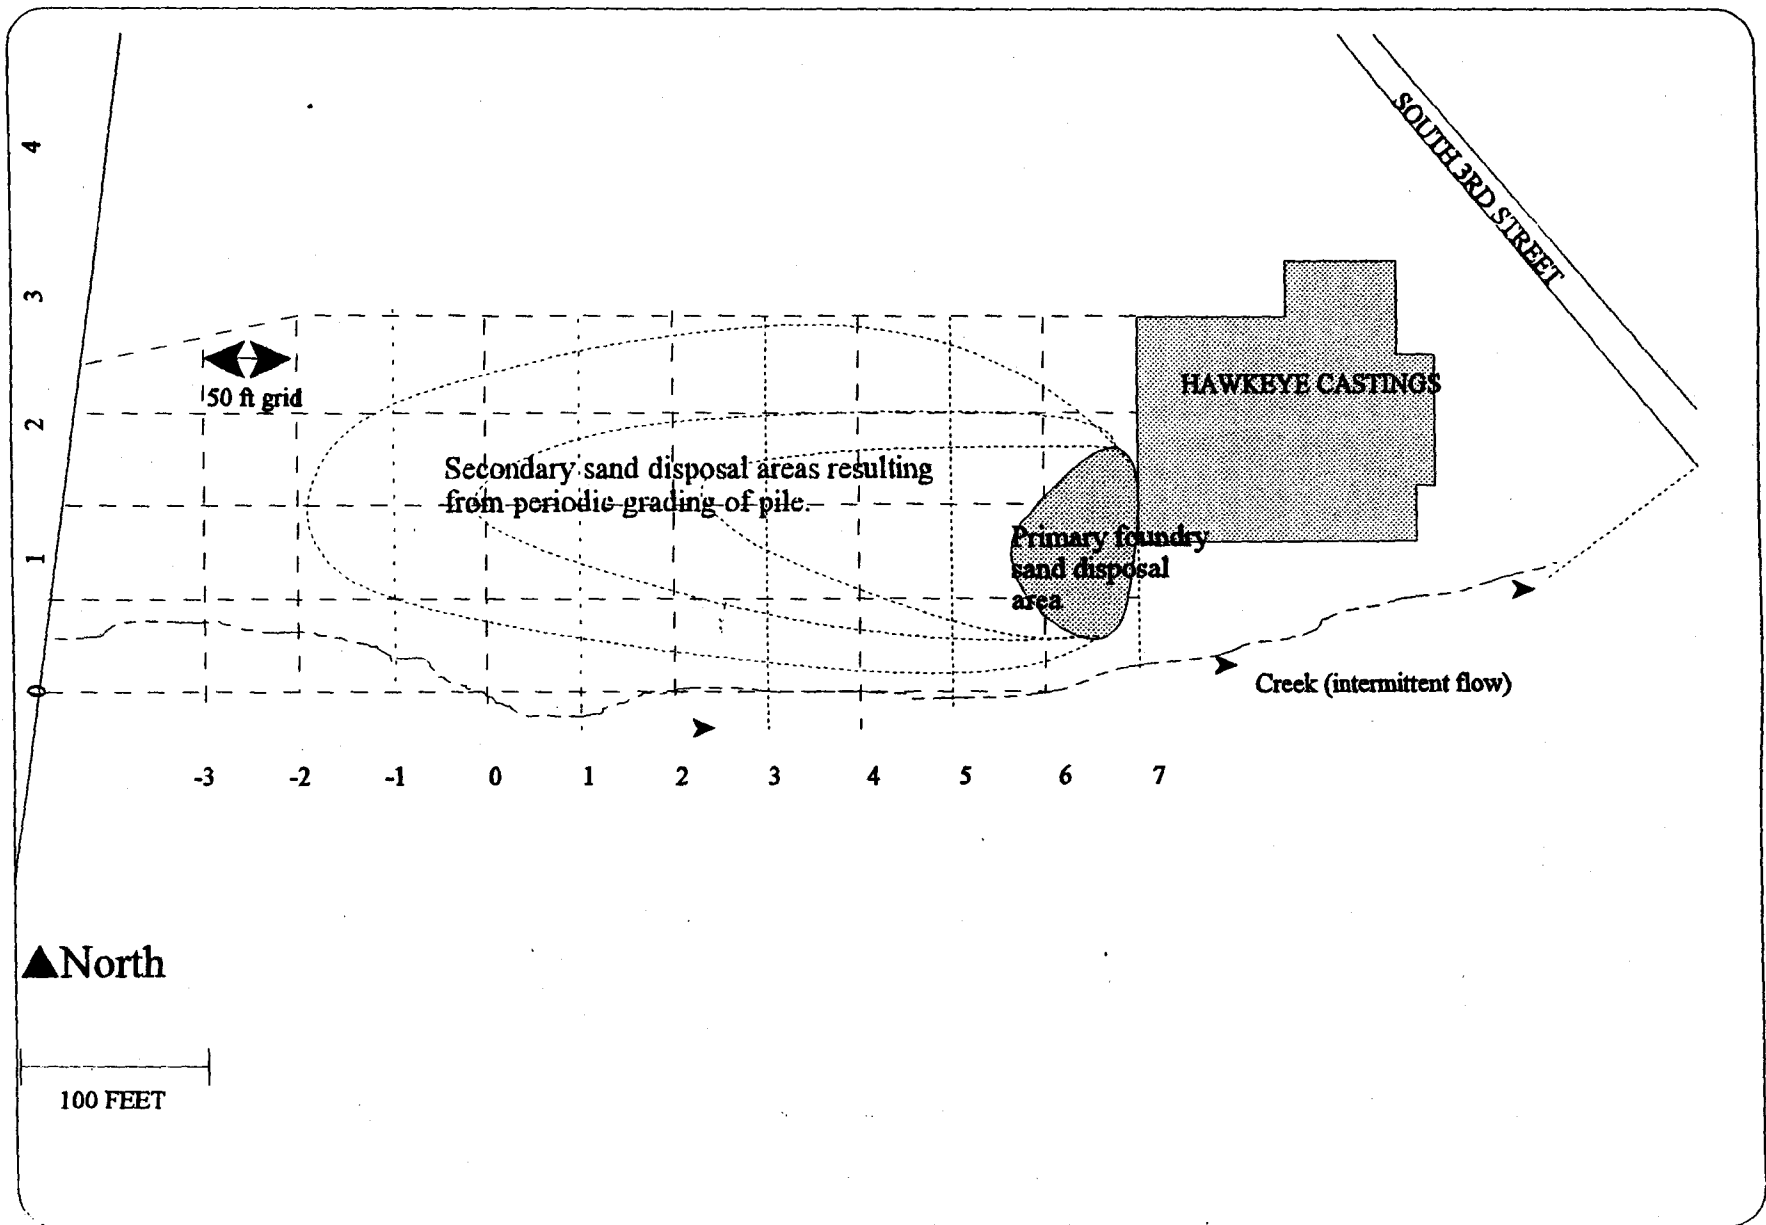 SOUTH 3RD STREET
4
3
2
1
0
50 ft grid
HAWKEYE CASTINGS
Secondary sand disposal areas resulting
from periodic grading of pile.
Primary foundry
sand disposal
area
Creek (intermittent flow)
-3 -2 -1 0 1 2 3 4 5 6 7
North
100 FEET